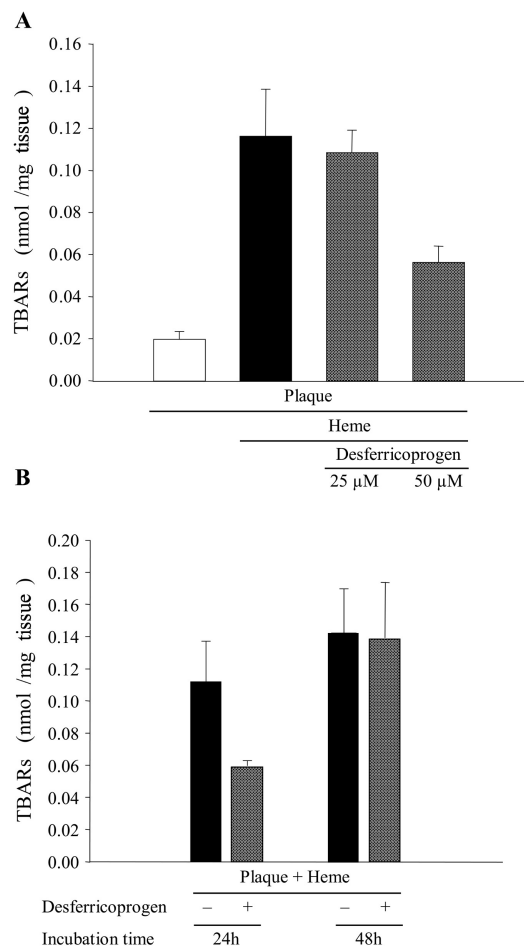 A
0.16
0.14
0.12
0.10
0.08
0.06
0.04
0.02
0.00
TBARs (nmol /mg tissue )
Plaque
Heme
Desferricoprogen
25 µM 50 µM
B
0.20
0.18
0.16
0.14
0.12
0.10
0.08
0.06
0.04
0.02
0.00
TBARs (nmol /mg tissue )
Plaque + Heme
Desferricoprogen – + – +
Incubation time 24h 48h